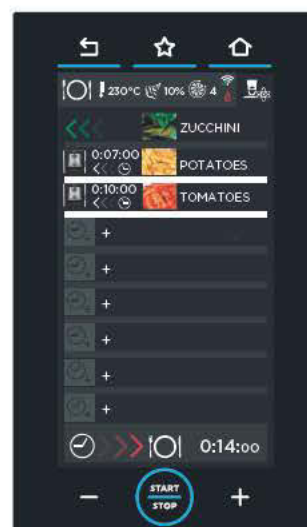 230°C 10% 4
ZUCCHINI
0:07:00
POTATOES
0:10:00
TOMATOES
+
+
+
+
+
+
0:14:00
− START STOP +